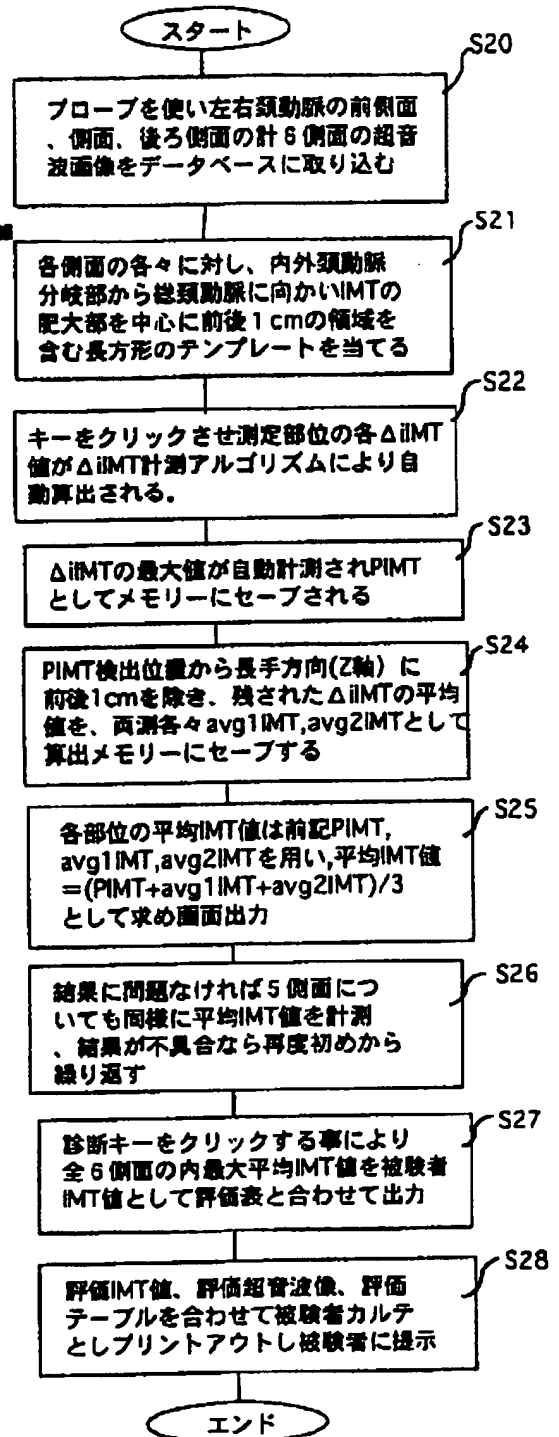 スタート
S20
プローブを使い左右頚動脈の前側面
、側面、後ろ側面の計6側面の超音
波画像をデータベースに取り込む
S21
各側面の各々に対し、内外頚動脈
分岐部から総頚動脈に向かいIMTの
肥大部を中心に前後1cmの領域を
含む長方形のテンプレートを当てる
S22
キーをクリックさせ測定部位の各ΔiIMT
値がΔiIMT計測アルゴリズムにより自
動算出される。
S23
ΔiIMTの最大値が自動計測されPIMT
としてメモリーにセーブされる
S24
PIMT検出位置から長手方向(Z軸)に
前後1cmを除き、残されたΔiIMTの平均
値を、両測各々avg1IMT,avg2IMTとして
算出メモリーにセーブする
S25
各部位の平均IMT値は前記PIMT,
avg1IMT,avg2IMTを用い,平均IMT値
=(PIMT+avg1IMT+avg2IMT)/3
として求め画面出力
S26
結果に問題なければ5側面につ
いても同様に平均IMT値を計測
、結果が不具合なら再度初めから
繰り返す
S27
診断キーをクリックする事により
全6側面の内最大平均IMT値を被験者
IMT値として評価表と合わせて出力
S28
評価IMT値、評価超音波像、評価
テーブルを合わせて被験者カルテ
としプリントアウトし被験者に提示
エンド